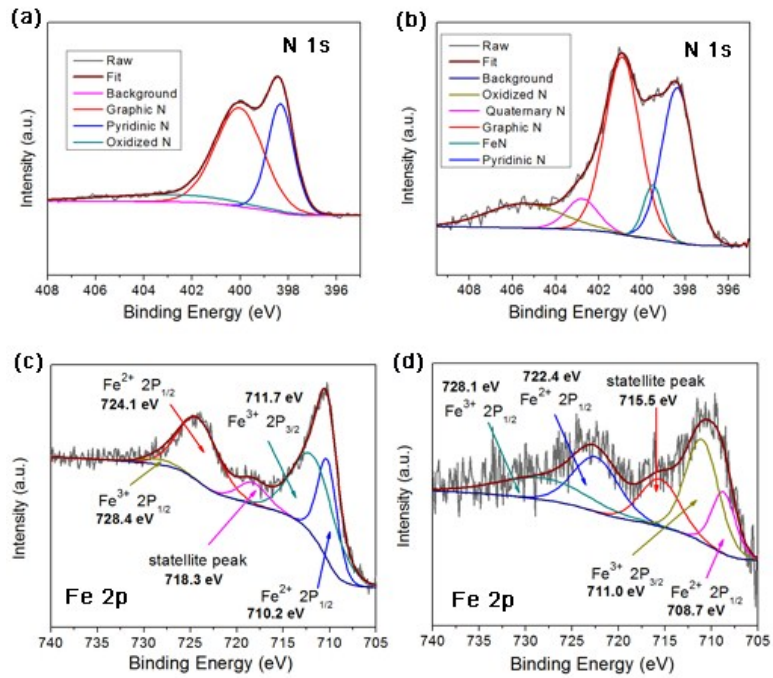 (a)
N 1s
Raw
Fit
Background
Graphic N
Pyridinic N
Oxidized N
Intensity (a.u.)
408 406 404 402 400 398 396
Binding Energy (eV)
(b)
N 1s
Raw
Fit
Background
Oxidized N
Quaternary N
Graphic N
FeN
Pyridinic N
Intensity (a.u.)
408 406 404 402 400 398 396
Binding Energy (eV)
(c)
Fe2+ 2P1/2
724.1 eV
711.7 eV
Fe3+ 2P3/2
Fe3+ 2P1/2
728.4 eV
statellite peak
718.3 eV
Fe2+ 2P1/2
710.2 eV
Fe 2p
Intensity (a.u.)
740 735 730 725 720 715 710 705
Binding Energy (eV)
(d)
728.1 eV
Fe3+ 2P1/2
722.4 eV
Fe2+ 2P1/2
statellite peak
715.5 eV
Fe3+ 2P3/2
711.0 eV
Fe2+ 2P1/2
708.7 eV
Fe 2p
Intensity (a.u.)
740 735 730 725 720 715 710 705
Binding Energy (eV)